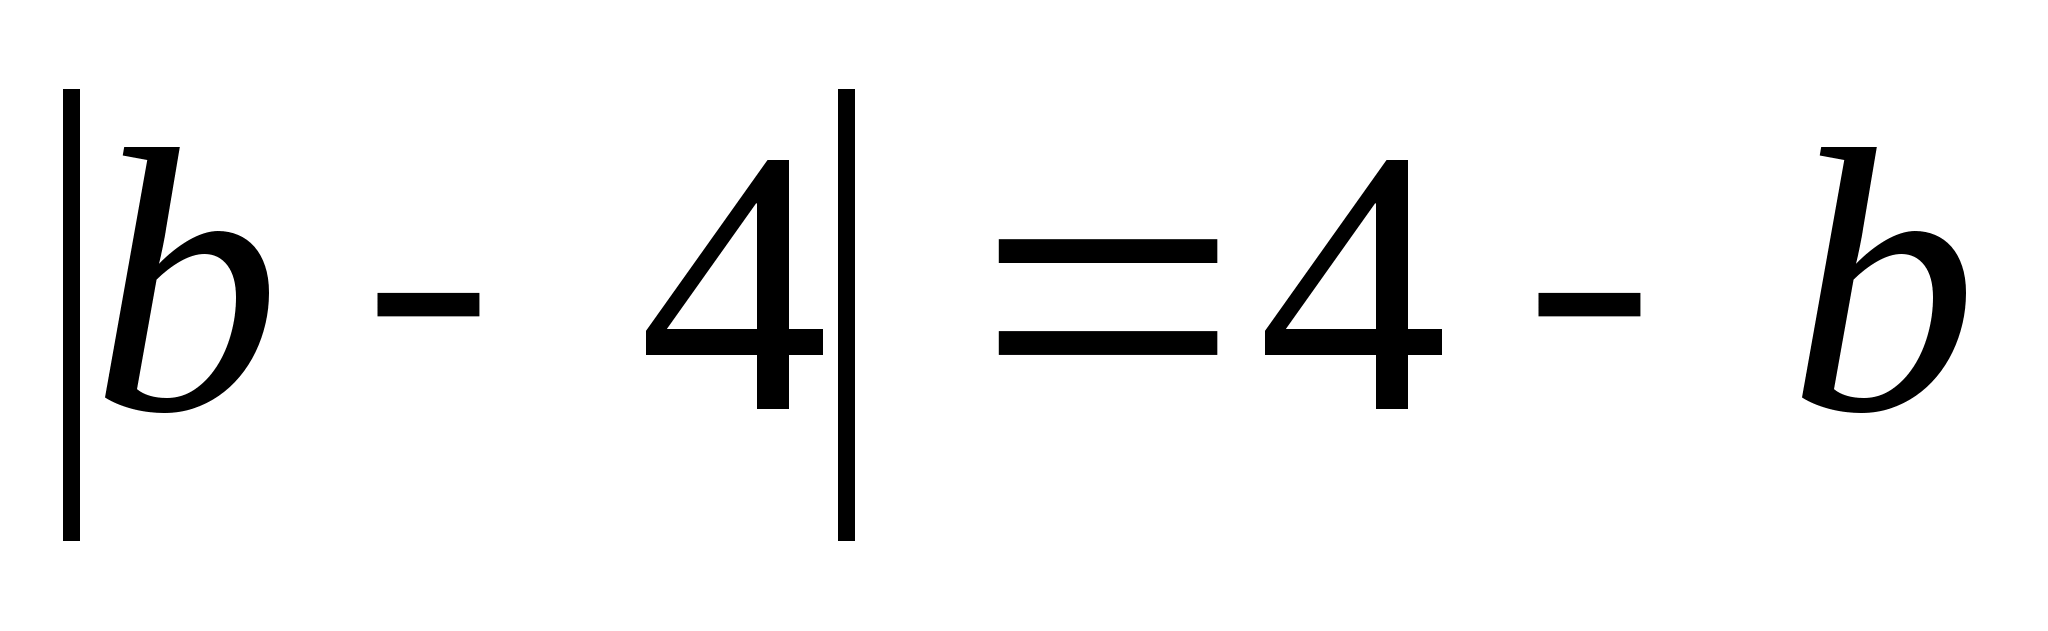 |b - 4| = 4 - b